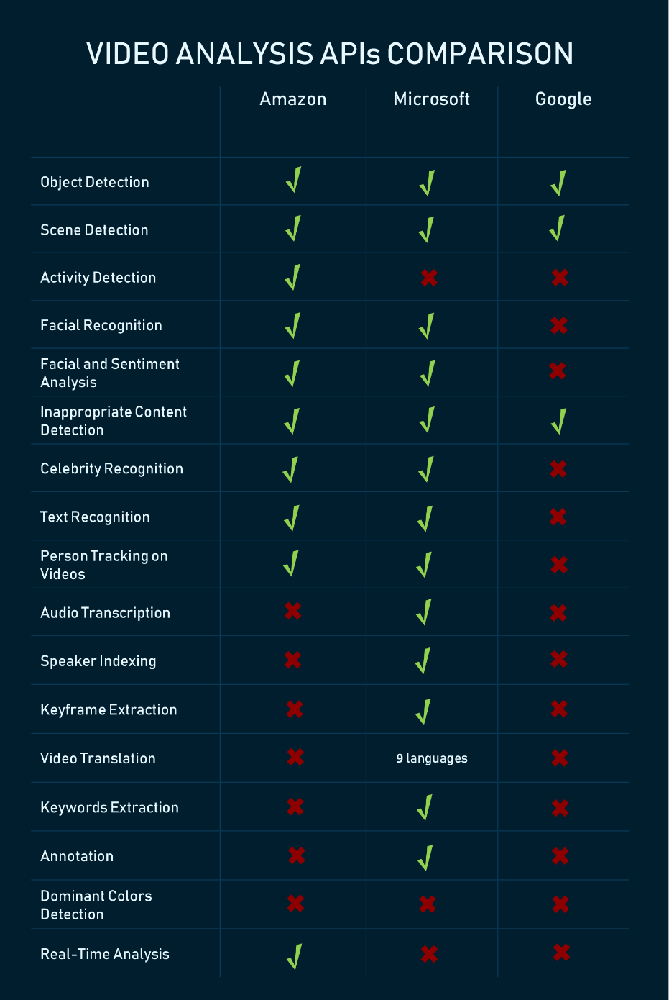 VIDEO ANALYSIS APIs COMPARISON
Amazon Microsoft Google
Object Detection
Scene Detection
Activity Detection
Facial Recognition
Facial and Sentiment
Analysis
Inappropriate Content
Detection
Celebrity Recognition
Text Recognition
Person Tracking on
Videos
Audio Transcription
Speaker Indexing
Keyframe Extraction
Video Translation 9 languages
Keywords Extraction
Annotation
Dominant Colors
Detection
Real-Time Analysis